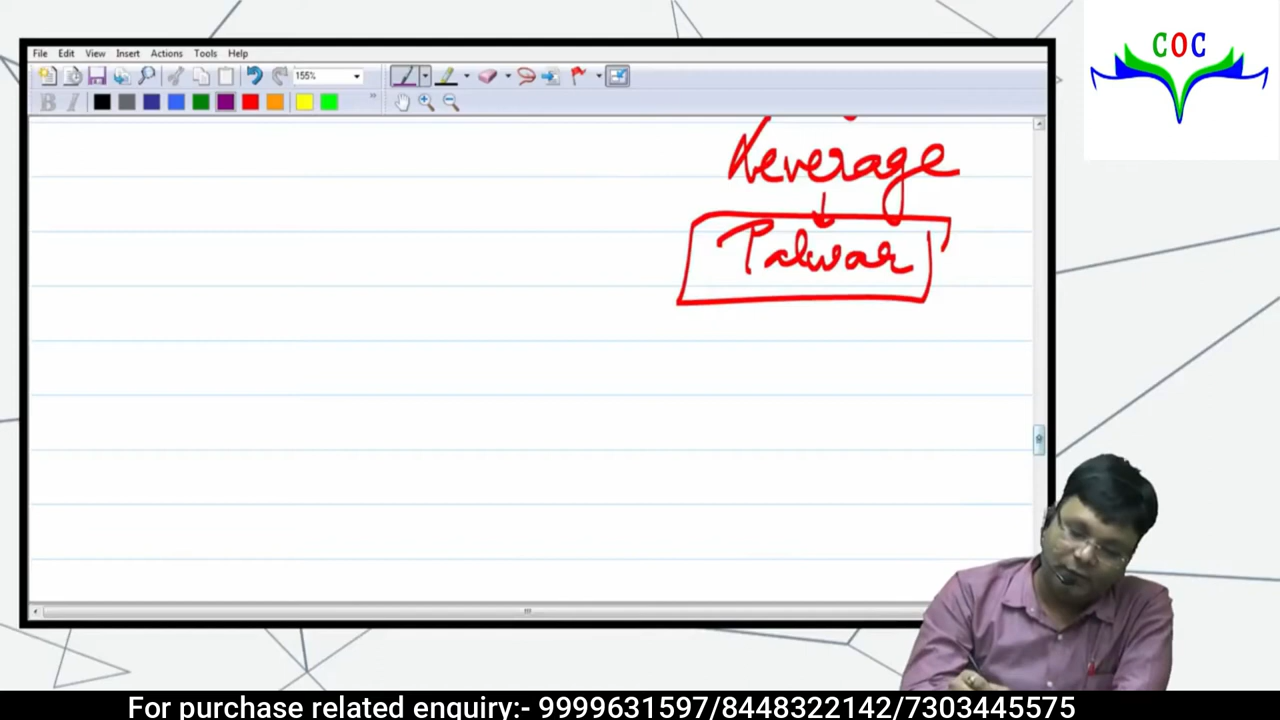 COC
File Edit View Insert Actions Tools Help
155%
B I
Leverage
Talwar
For purchase related enquiry:- 9999631597/8448322142/7303445575